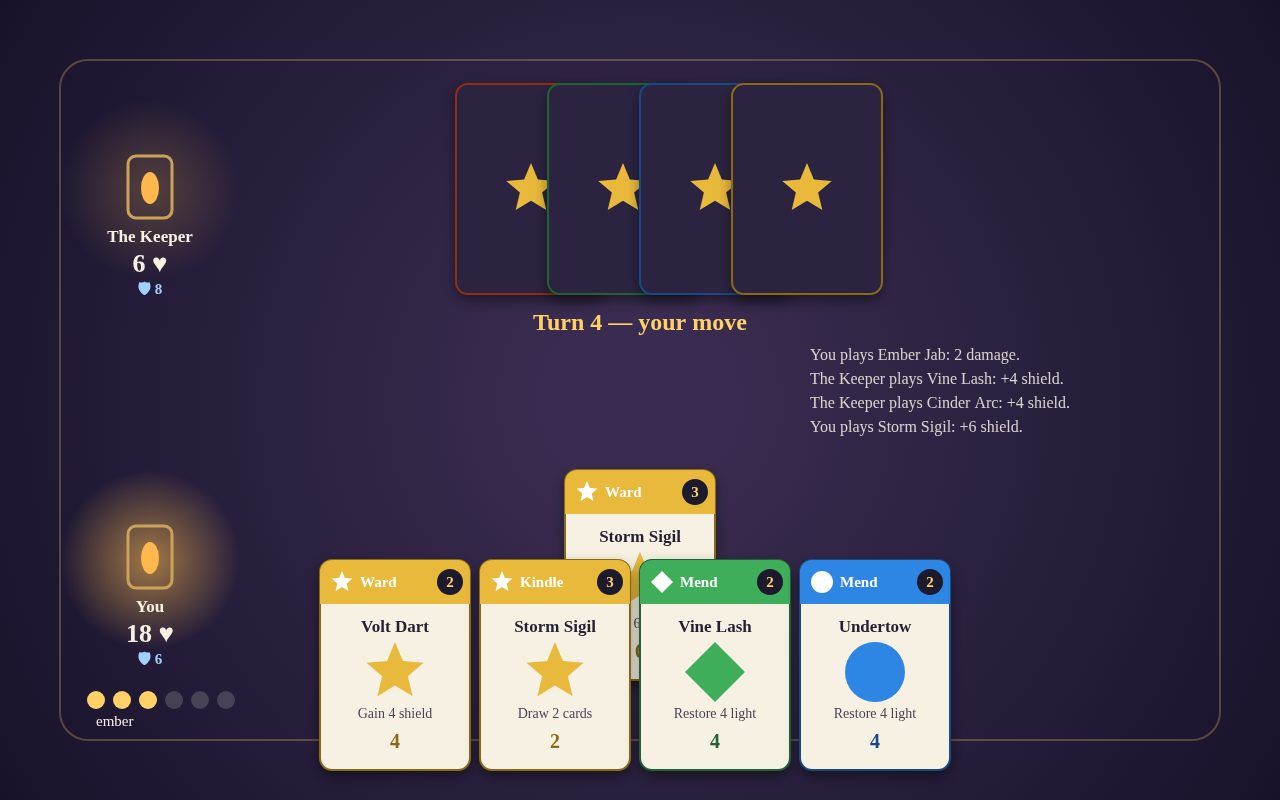 The Keeper
6 ♥
8
Turn 4 — your move
You plays Ember Jab: 2 damage.
The Keeper plays Vine Lash: +4 shield.
The Keeper plays Cinder Arc: +4 shield.
You plays Storm Sigil: +6 shield.
Ward 3
Storm Sigil
You
18 ♥
6
ember
Ward 2
Volt Dart
Gain 4 shield
4
Kindle 3
Storm Sigil
Draw 2 cards
2
Mend 2
Vine Lash
Restore 4 light
4
Mend 2
Undertow
Restore 4 light
4